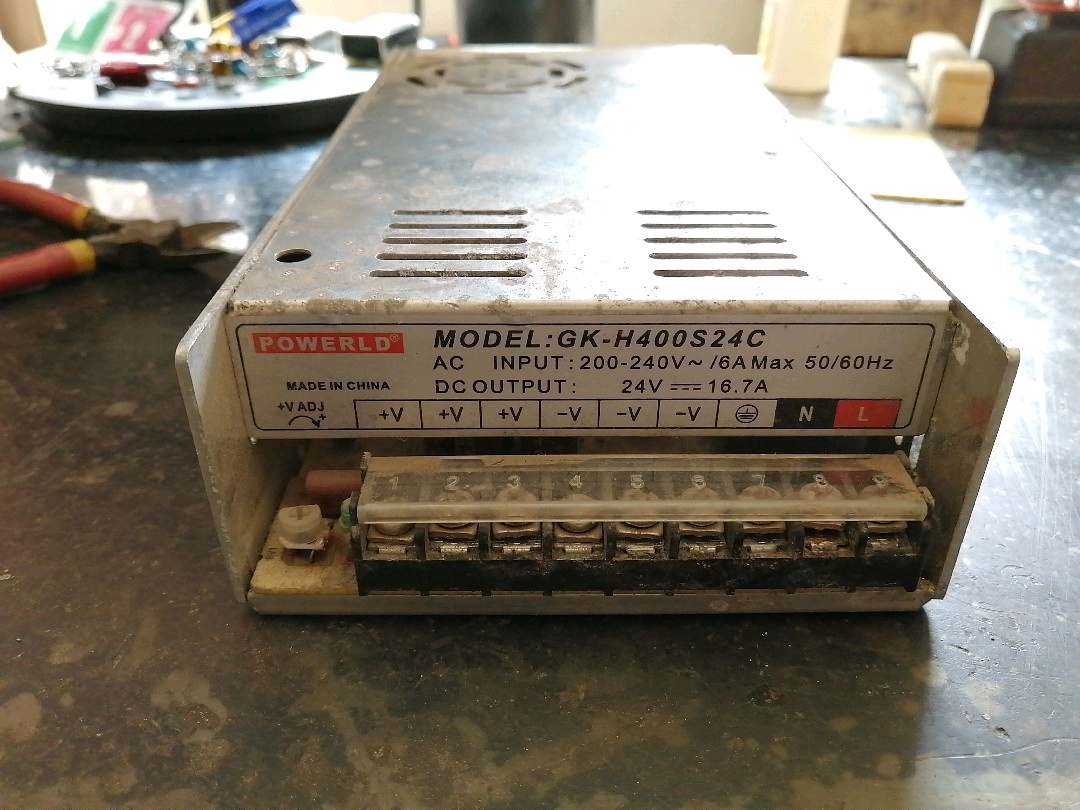 POWERLD®
MODEL:GK-H400S24C
AC INPUT: 200-240V~ /6A Max 50/60Hz
MADE IN CHINA
DC OUTPUT: 24V ⎓ 16.7A
+V ADJ
+
+V +V +V -V -V -V ⏚ N L
1 2 3 4 5 6 7 8 9